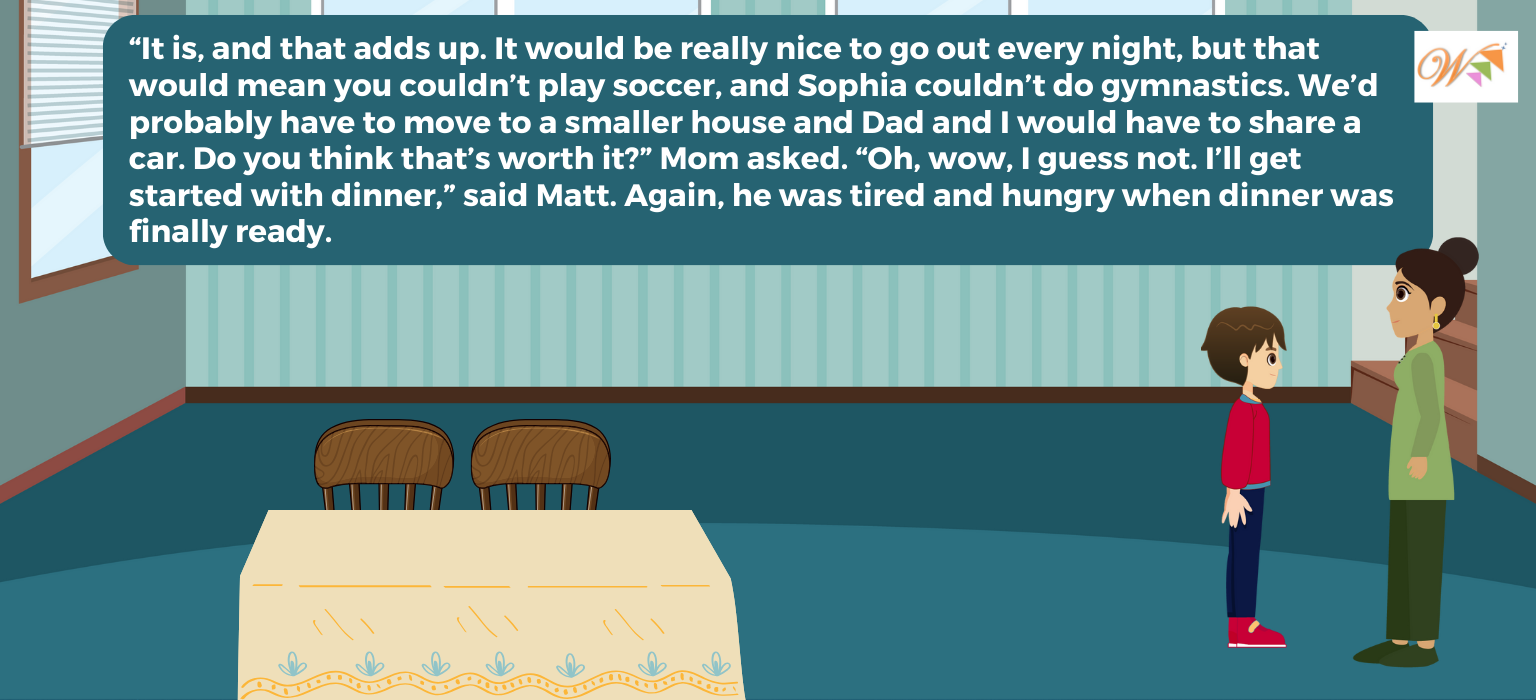 “It is, and that adds up. It would be really nice to go out every night, but that
would mean you couldn’t play soccer, and Sophia couldn’t do gymnastics. We’d
probably have to move to a smaller house and Dad and I would have to share a
car. Do you think that’s worth it?” Mom asked. “Oh, wow, I guess not. I’ll get
started with dinner,” said Matt. Again, he was tired and hungry when dinner was
finally ready.
W